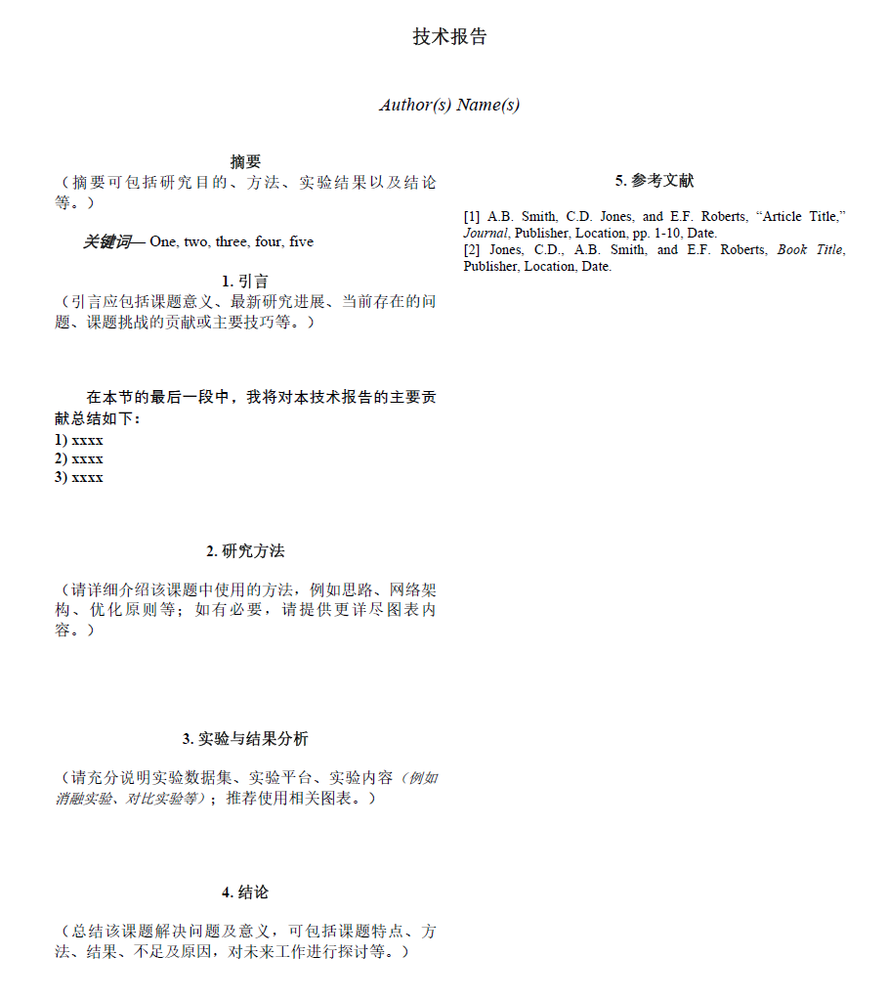 技术报告
Author(s) Name(s)
摘要
（摘要可包括研究目的、方法、实验结果以及结论
等。）
关键词— One, two, three, four, five
1. 引言
（引言应包括课题意义、最新研究进展、当前存在的问
题、课题挑战的贡献或主要技巧等。）
在本节的最后一段中，我将对本技术报告的主要贡
献总结如下：
1) xxxx
2) xxxx
3) xxxx
2. 研究方法
（请详细介绍该课题中使用的方法，例如思路、网络架
构、优化原则等；如有必要，请提供更详尽图表内
容。）
3. 实验与结果分析
（请充分说明实验数据集、实验平台、实验内容（例如
消融实验、对比实验等）；推荐使用相关图表。）
4. 结论
（总结该课题解决问题及意义，可包括课题特点、方
法、结果、不足及原因，对未来工作进行探讨等。）
5. 参考文献
[1] A.B. Smith, C.D. Jones, and E.F. Roberts, “Article Title,”
Journal, Publisher, Location, pp. 1-10, Date.
[2] Jones, C.D., A.B. Smith, and E.F. Roberts, Book Title,
Publisher, Location, Date.